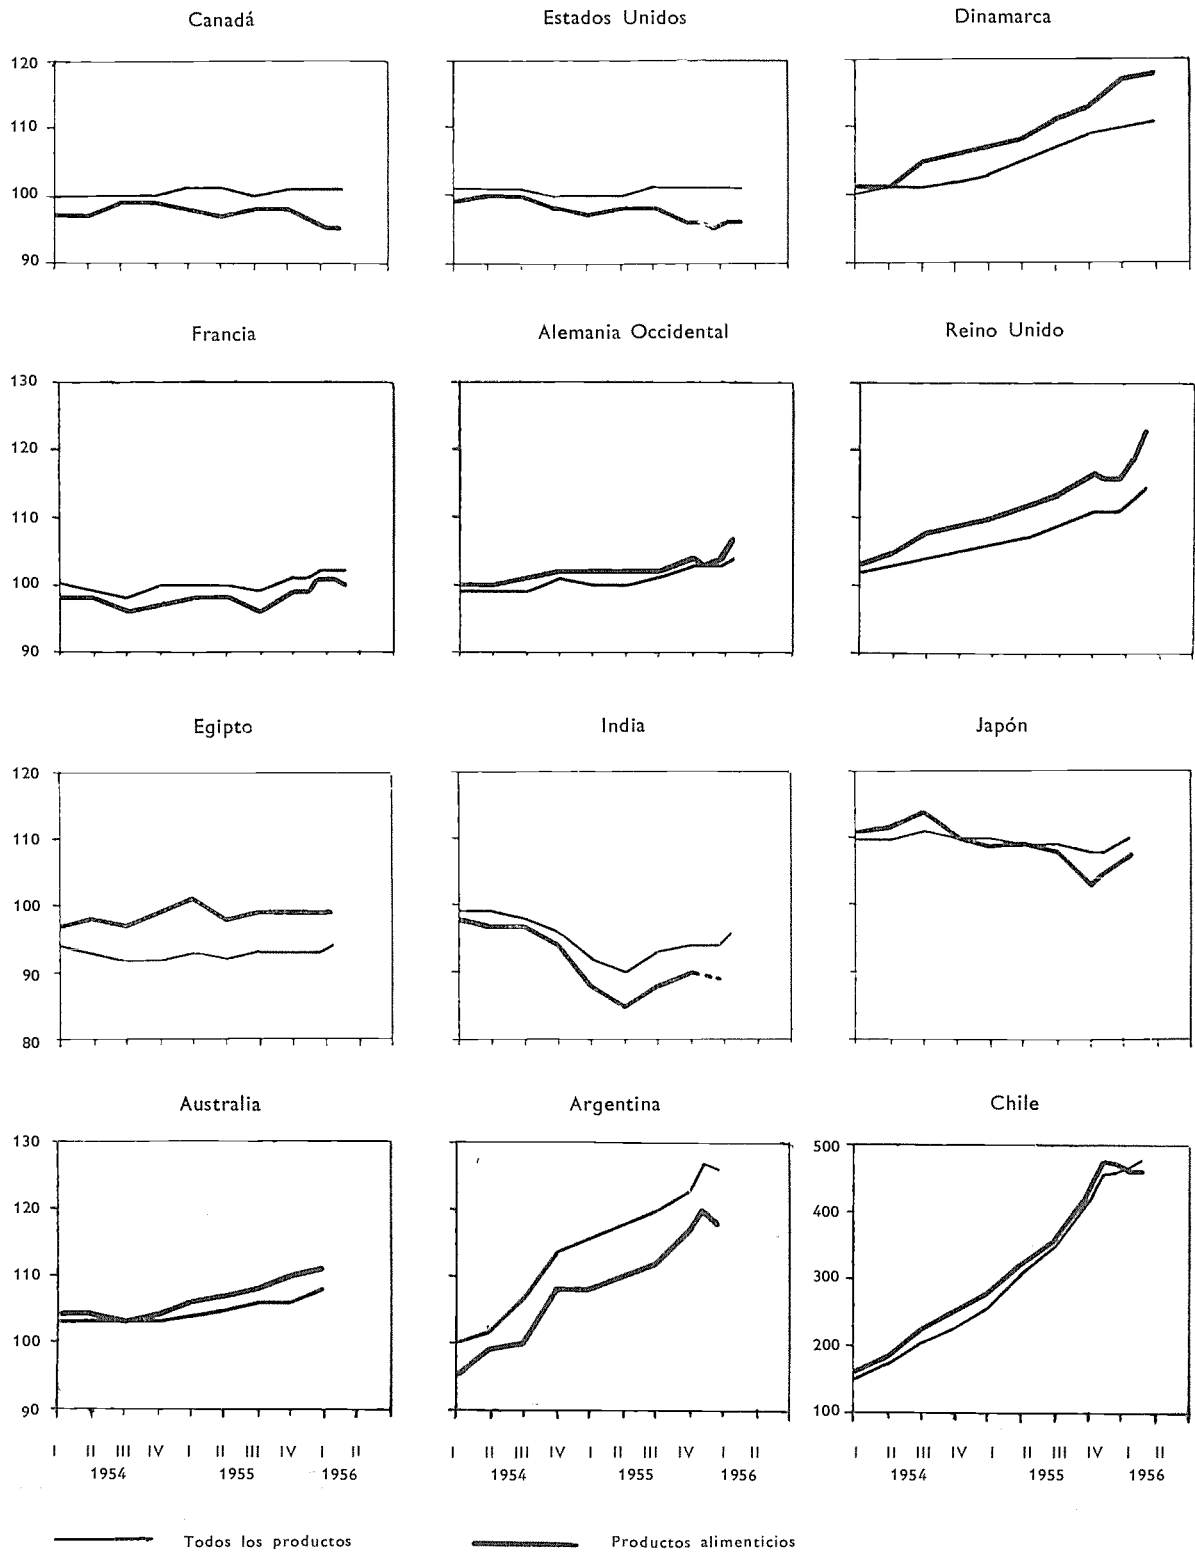 Canadá
Estados Unidos
Dinamarca
120
110
100
90
Francia
Alemania Occidental
Reino Unido
130
120
110
100
90
Egipto
India
Japón
120
110
100
90
80
Australia
Argentina
Chile
130
120
110
100
90
500
400
300
200
100
I II III IV I II III IV I II
1954 1955 1956
I II III IV I II III IV I II
1954 1955 1956
I II III IV I II III IV I II
1954 1955 1956
Todos los productos
Productos alimenticios